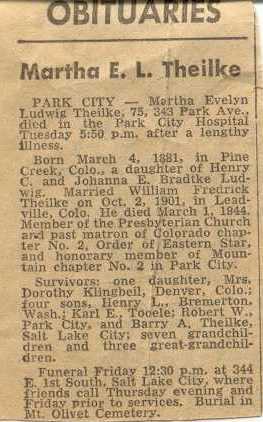 OBITUARIES
Martha E. L. Theilke
PARK CITY — Martha Evelyn
Ludwig Theilke, 75, 343 Park Ave.,
died in the Park City Hospital
Tuesday 5:50 p.m. after a lengthy
illness.
Born March 4, 1881, in Pine
Creek, Colo., a daughter of Henry
C. and Johanna E. Bradtke Lud-
wig. Married William Fredrick
Theilke on Oct. 2, 1901, in Lead-
ville, Colo. He died March 1, 1944.
Member of the Presbyterian Church
and past matron of Colorado chap-
ter No. 2, Order of Eastern Star,
and honorary member of Moun-
tain chapter No. 2 in Park City.
Survivors: one daughter, Mrs.
Dorothy Klingbeil, Denver, Colo.;
four sons, Henry L., Bremerton,
Wash.; Karl E., Tooele; Robert W.,
Park City, and Barry A. Theilke,
Salt Lake City; seven grandchil-
dren and three great-grandchil-
dren.
Funeral Friday 12:30 p.m. at 344
E. 1st South, Salt Lake City, where
friends call Thursday evening and
Friday prior to services. Burial in
Mt. Olivet Cemetery.